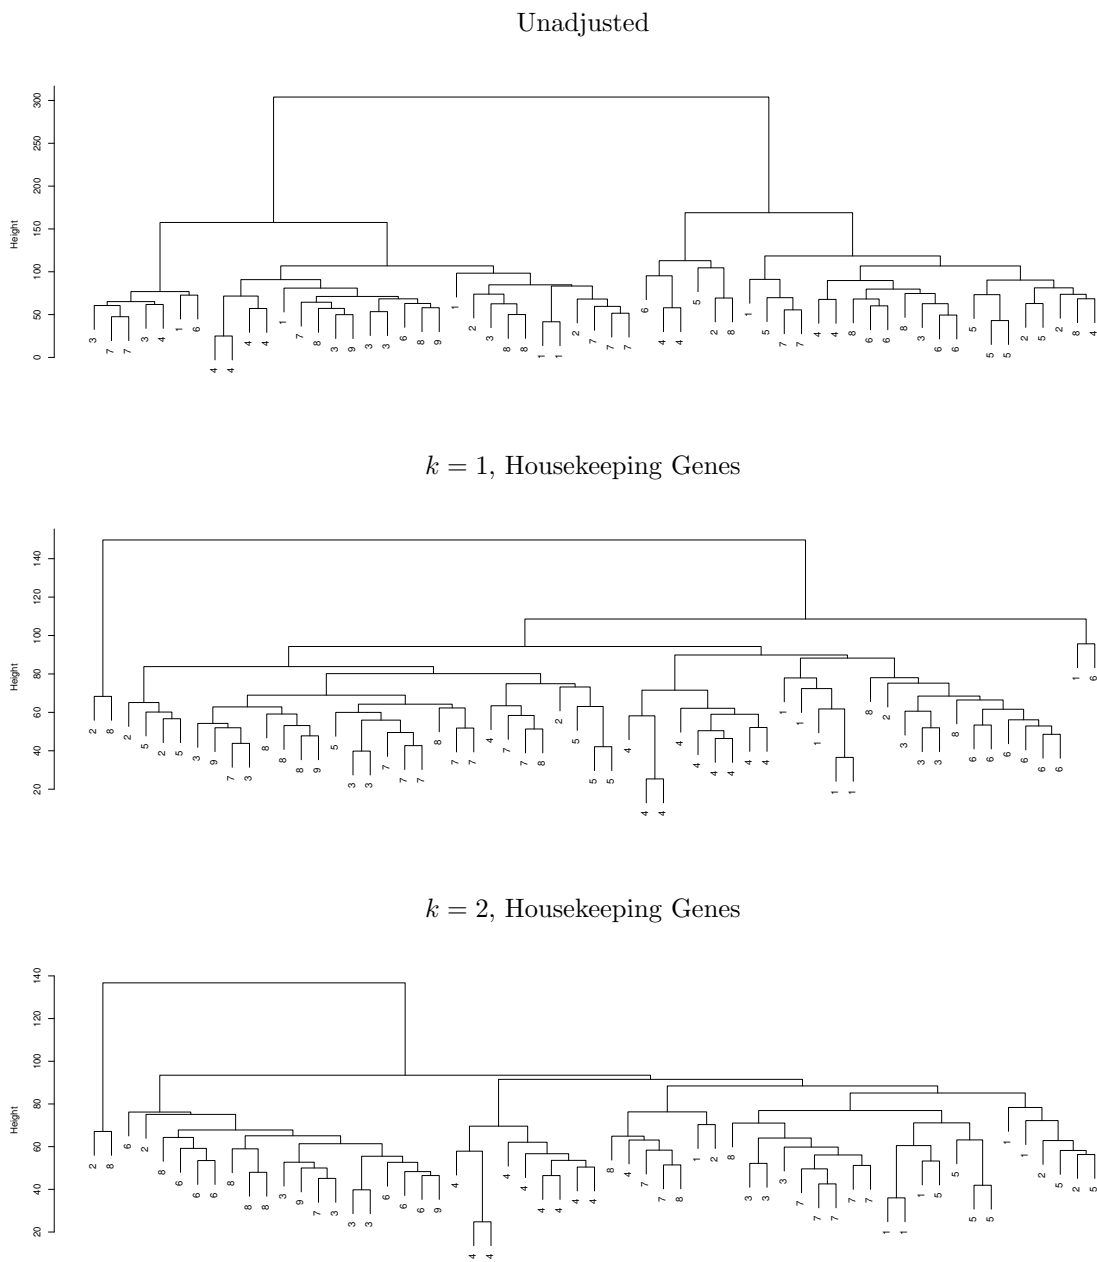 Unadjusted
Height
0 50 100 150 200 250 300
3 7 7 3 4 1 6 4 4 4 4 1 7 8 3 9 3 3 6 8 9 1 2 3 8 8 1 1 2 7 7 7 6 4 4 5 2 8 1 5 7 7 4 4 8 6 6 8 3 6 6 5 5 5 2 5 2 8 4
k = 1, Housekeeping Genes
Height
20 40 60 80 100 120 140
2 8 2 5 2 5 3 9 7 3 8 8 8 9 5 3 3 7 7 7 8 7 7 4 7 7 8 2 5 5 5 4 4 4 4 4 4 4 4 4 1 1 1 1 1 8 2 3 3 3 8 6 6 6 6 6 6 1 6
k = 2, Housekeeping Genes
Height
20 40 60 80 100 120 140
2 8 6 2 8 6 6 6 8 8 8 3 9 7 3 3 3 6 6 6 9 4 4 4 4 4 4 4 4 4 8 4 7 7 8 1 2 8 3 3 3 7 7 7 7 7 1 1 1 5 5 5 5 1 1 2 5 2 5